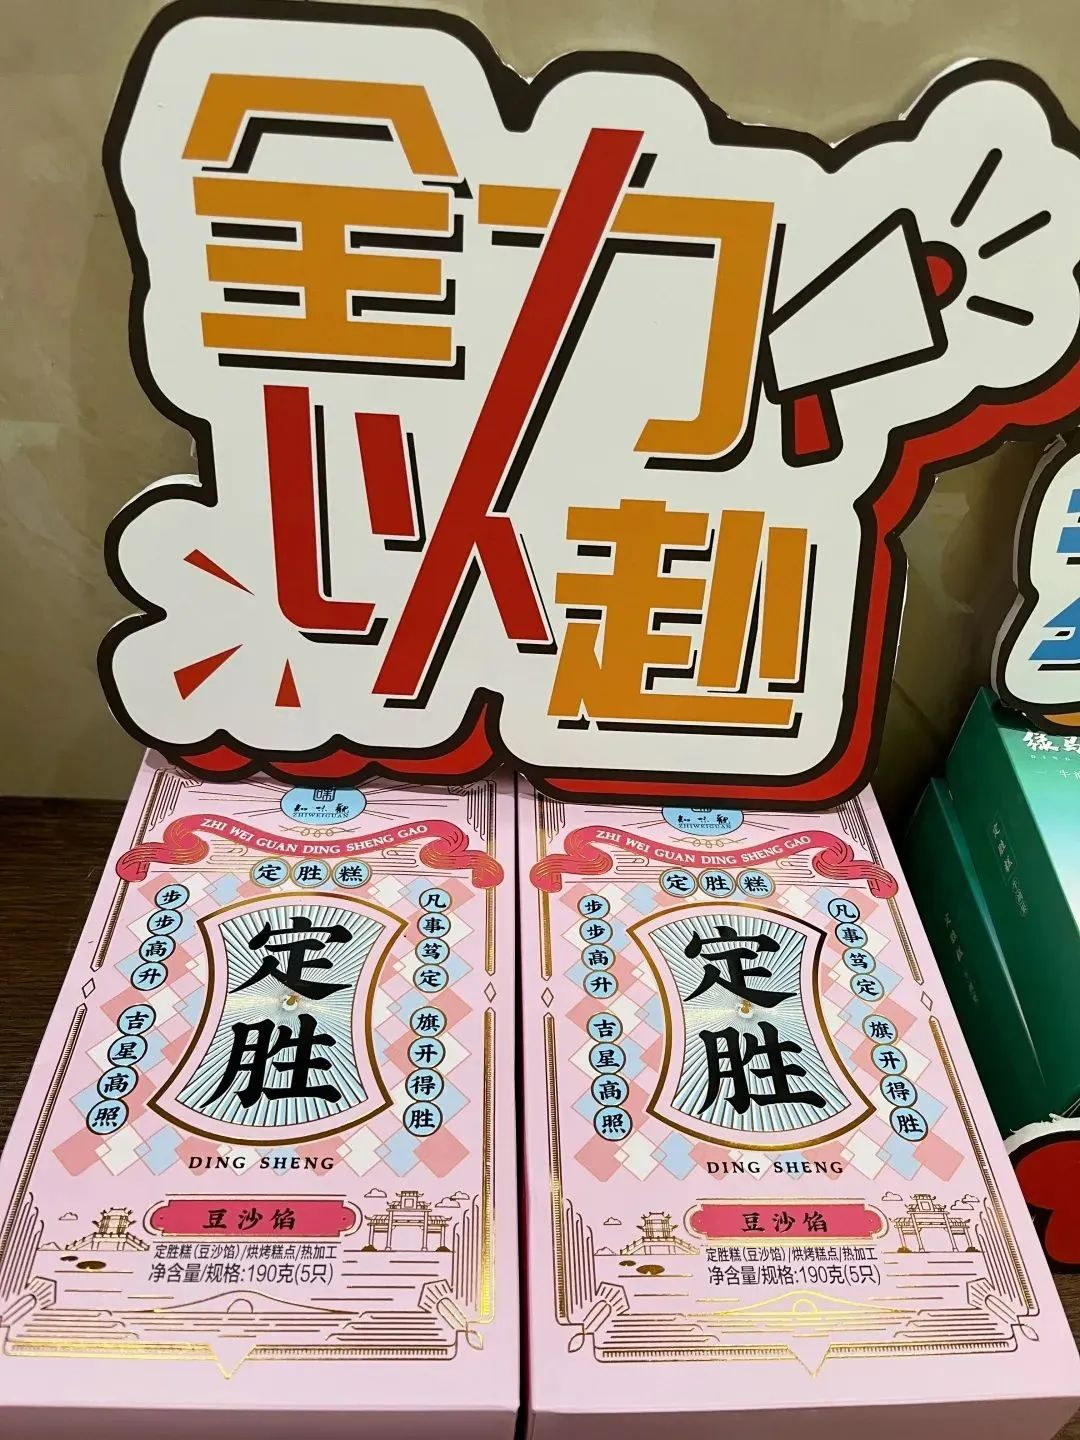 全力
以赴
知味觀
ZHIWEIGUAN
ZHI WEI GUAN DING SHENG GAO
定胜糕
步步高升
吉星高照
定胜
凡事笃定
旗开得胜
DING SHENG
豆沙馅
定胜糕(豆沙馅)/烘烤糕点/热加工
净含量/规格:190克(5只)
知味觀
ZHIWEIGUAN
ZHI WEI GUAN DING SHENG GAO
定胜糕
步步高升
吉星高照
定胜
凡事笃定
旗开得胜
DING SHENG
豆沙馅
定胜糕(豆沙馅)/烘烤糕点/热加工
净含量/规格:190克(5只)